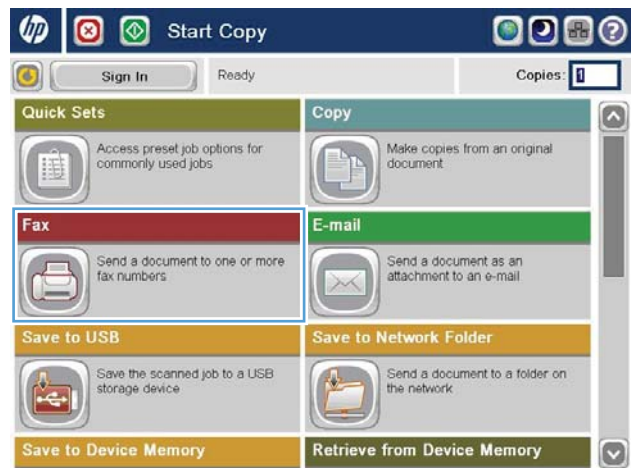 hp
Start Copy
?
Sign In
Ready
Copies: 1
Quick Sets
Access preset job options for
commonly used jobs
Copy
Make copies from an original
document
Fax
Send a document to one or more
fax numbers
E-mail
Send a document as an
attachment to an e-mail
Save to USB
Save the scanned job to a USB
storage device
Save to Network Folder
Send a document to a folder on
the network
Save to Device Memory
Retrieve from Device Memory